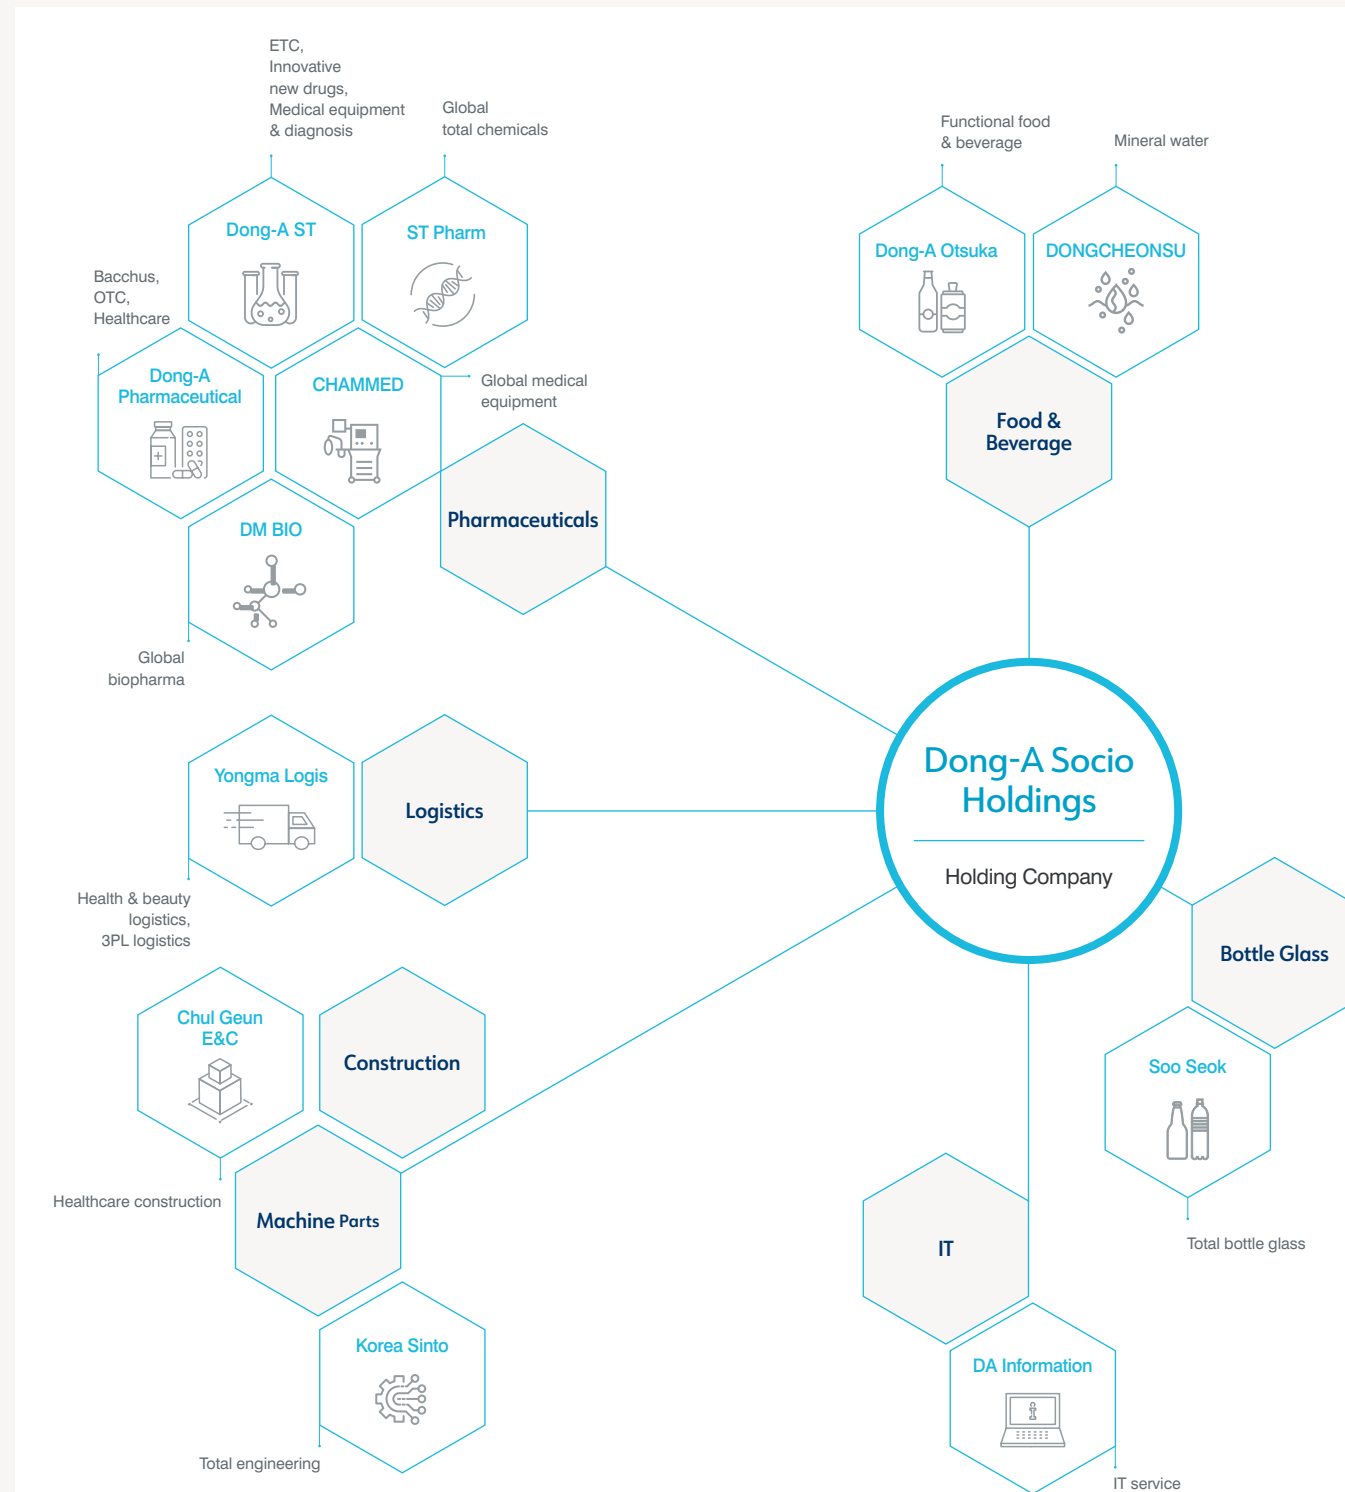 ETC,
Innovative
new drugs,
Medical equipment
& diagnosis
Global
total chemicals
Dong-A ST
ST Pharm
Bacchus,
OTC,
Healthcare
Dong-A
Pharmaceutical
CHAMMED
Global medical
equipment
DM BIO
Global
biopharma
Pharmaceuticals
Functional food
& beverage
Mineral water
Dong-A Otsuka
DONGCHEONSU
Food &
Beverage
Dong-A Socio
Holdings
Holding Company
Yongma Logis
Logistics
Health & beauty
logistics,
3PL logistics
Chul Geun
E&C
Construction
Healthcare construction
Machine Parts
Korea Sinto
Total engineering
Bottle Glass
Soo Seok
Total bottle glass
IT
DA Information
i
IT service